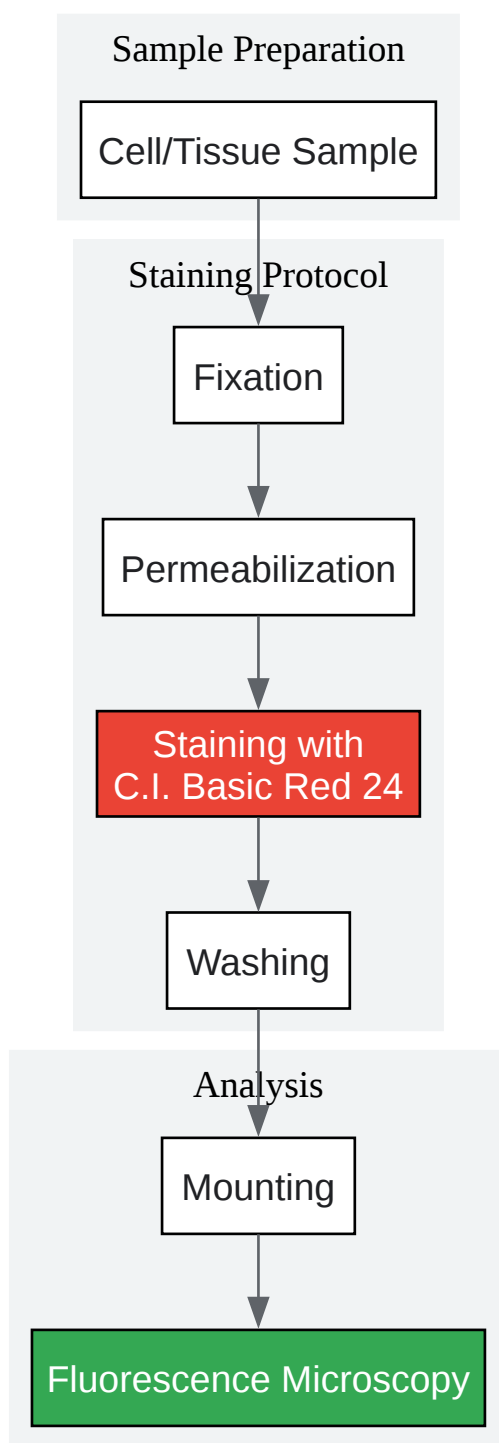 Sample Preparation
Cell/Tissue Sample
Staining Protocol
Fixation
Permeabilization
Staining with
C.I. Basic Red 24
Washing
Analysis
Mounting
Fluorescence Microscopy